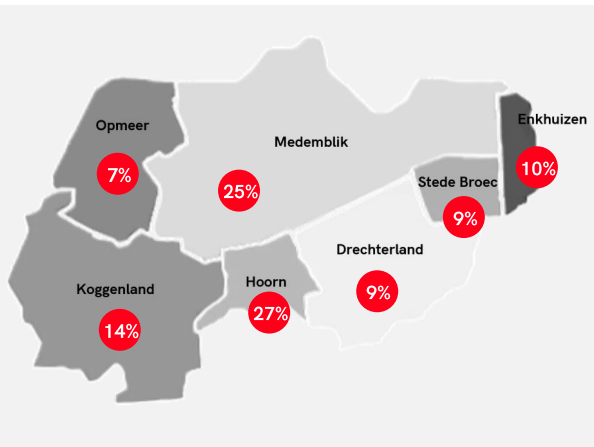 Opmeer
7%
Medemblik
25%
Enkhuizen
10%
Stede Broec
9%
Drechterland
9%
Hoorn
27%
Koggenland
14%